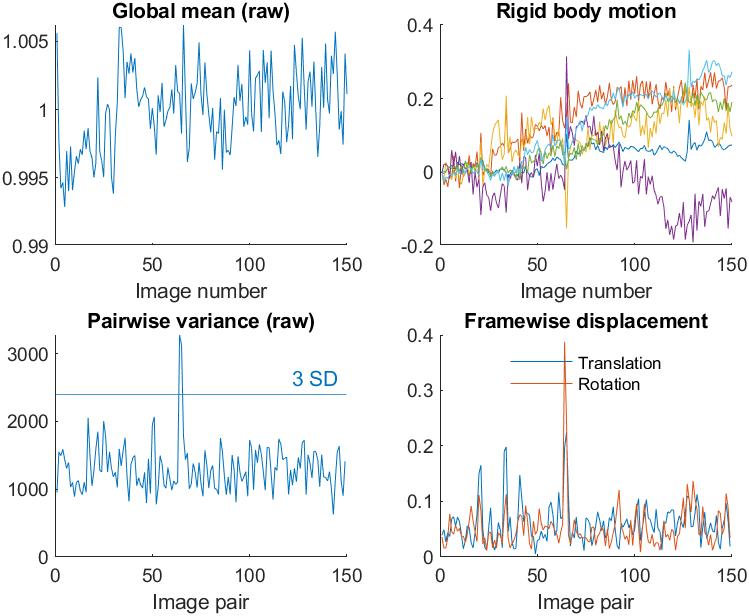 Global mean (raw)
1.005
1
0.995
0.99
0 50 100 150
Image number
Rigid body motion
0.4
0.2
0
-0.2
0 50 100 150
Image number
Pairwise variance (raw)
3000
2000
1000
0
3 SD
0 50 100 150
Image pair
Framewise displacement
0.4
0.3
0.2
0.1
0
Translation
Rotation
0 50 100 150
Image pair